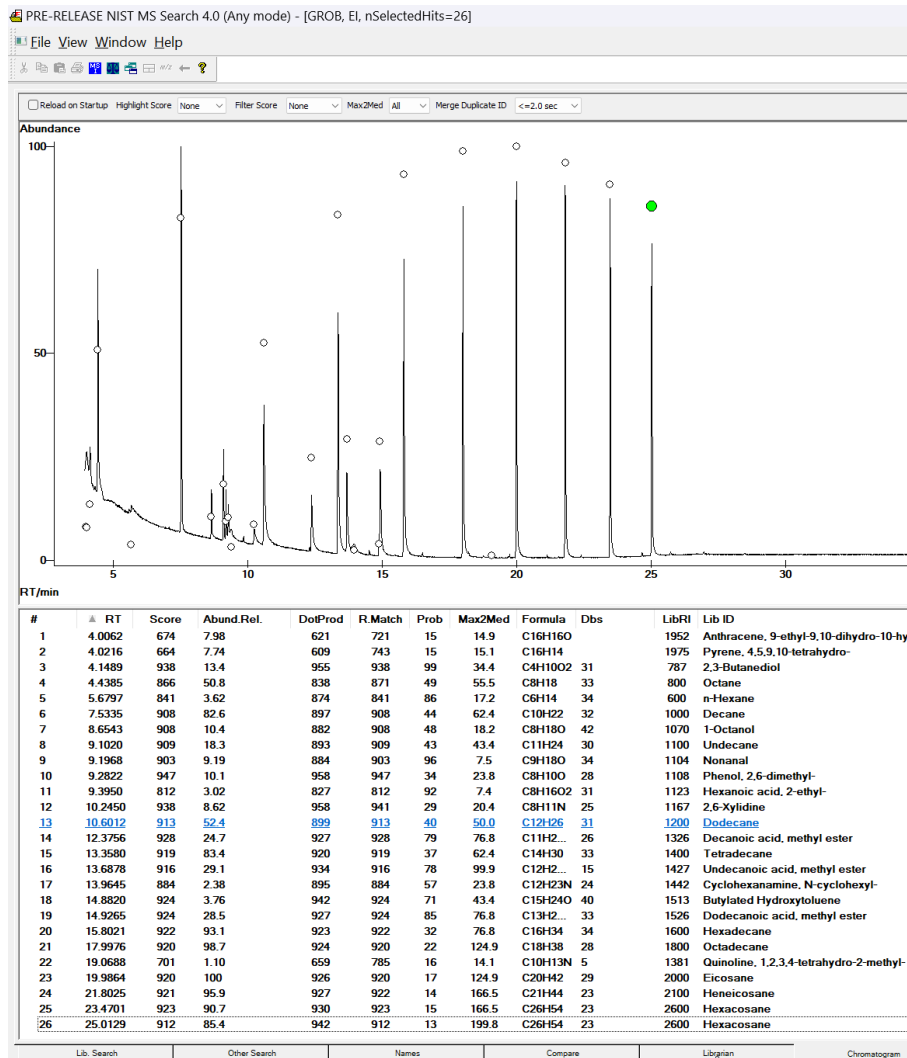 PRE-RELEASE NIST MS Search 4.0 (Any mode) - [GROB, EI, nSelectedHits=26]
File View Window Help
Reload on Startup Highlight Score None Filter Score None Max2Med All Merge Duplicate ID <=2.0 sec
Abundance
100
50
0
5 10 15 20 25 30
RT/min
# RT Score Abund.Rel. DotProd R.Match Prob Max2Med Formula Dbs LibRI Lib ID
1 4.0062 674 7.98 621 721 15 14.9 C16H16O 1952 Anthracene, 9-ethyl-9,10-dihydro-10-hy
2 4.0216 664 7.74 609 743 15 15.1 C16H14 1975 Pyrene, 4,5,9,10-tetrahydro-
3 4.1489 938 13.4 955 938 99 34.4 C4H10O2 31 787 2,3-Butanediol
4 4.4385 866 50.8 838 871 49 55.5 C8H18 33 800 Octane
5 5.6797 841 3.62 874 841 86 17.2 C6H14 34 600 n-Hexane
6 7.5335 908 82.6 897 908 44 62.4 C10H22 32 1000 Decane
7 8.6543 908 10.4 882 908 48 18.2 C8H18O 42 1070 1-Octanol
8 9.1020 909 18.3 893 909 43 43.4 C11H24 30 1100 Undecane
9 9.1968 903 9.19 884 903 96 7.5 C9H18O 34 1104 Nonanal
10 9.2822 947 10.1 958 947 34 23.8 C8H10O 28 1108 Phenol, 2,6-dimethyl-
11 9.3950 812 3.02 827 812 92 7.4 C8H16O2 31 1123 Hexanoic acid, 2-ethyl-
12 10.2450 938 8.62 958 941 29 20.4 C8H11N 25 1167 2,6-Xylidine
13 10.6012 913 52.4 899 913 40 50.0 C12H26 31 1200 Dodecane
14 12.3756 928 24.7 927 928 79 76.8 C11H2... 26 1326 Decanoic acid, methyl ester
15 13.3580 919 83.4 920 919 37 62.4 C14H30 33 1400 Tetradecane
16 13.6878 916 29.1 934 916 78 99.9 C12H2... 15 1427 Undecanoic acid, methyl ester
17 13.9645 884 2.38 895 884 57 23.8 C12H23N 24 1442 Cyclohexanamine, N-cyclohexyl-
18 14.8820 924 3.76 942 924 71 43.4 C15H24O 40 1513 Butylated Hydroxytoluene
19 14.9265 924 28.5 927 924 85 76.8 C13H2... 33 1526 Dodecanoic acid, methyl ester
20 15.8021 922 93.1 923 922 32 76.8 C16H34 34 1600 Hexadecane
21 17.9976 920 98.7 924 920 22 124.9 C18H38 28 1800 Octadecane
22 19.0688 701 1.10 659 785 16 14.1 C10H13N 5 1381 Quinoline, 1,2,3,4-tetrahydro-2-methyl-
23 19.9864 920 100 926 920 17 124.9 C20H42 29 2000 Eicosane
24 21.8025 921 95.9 927 922 14 166.5 C21H44 23 2100 Heneicosane
25 23.4701 923 90.7 930 923 15 166.5 C26H54 23 2600 Hexacosane
26 25.0129 912 85.4 942 912 13 199.8 C26H54 23 2600 Hexacosane
Lib. Search Other Search Names Compare Librarian Chromatogram